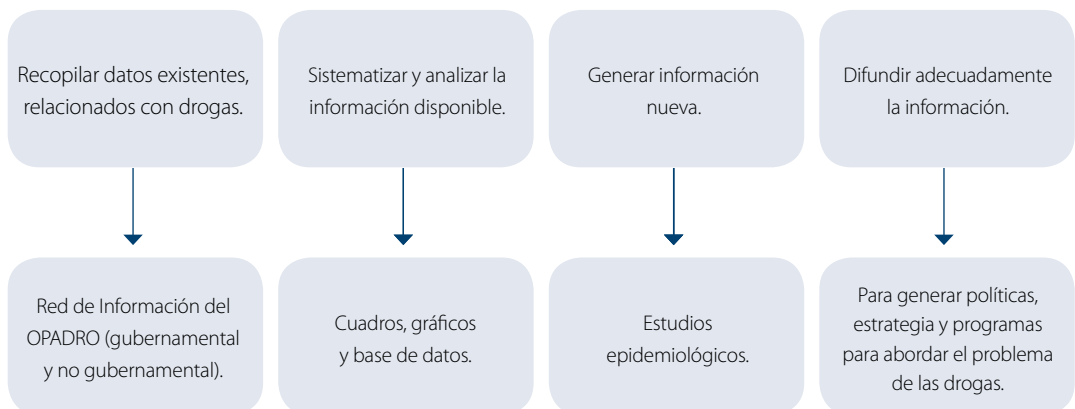 Recopilar datos existentes,
relacionados con drogas.
Sistematizar y analizar la
información disponible.
Generar información
nueva.
Difundir adecuadamente
la información.
Red de Información del
OPADRO (gubernamental
y no gubernamental).
Cuadros, gráficos
y base de datos.
Estudios
epidemiológicos.
Para generar políticas,
estrategia y programas
para abordar el problema
de las drogas.